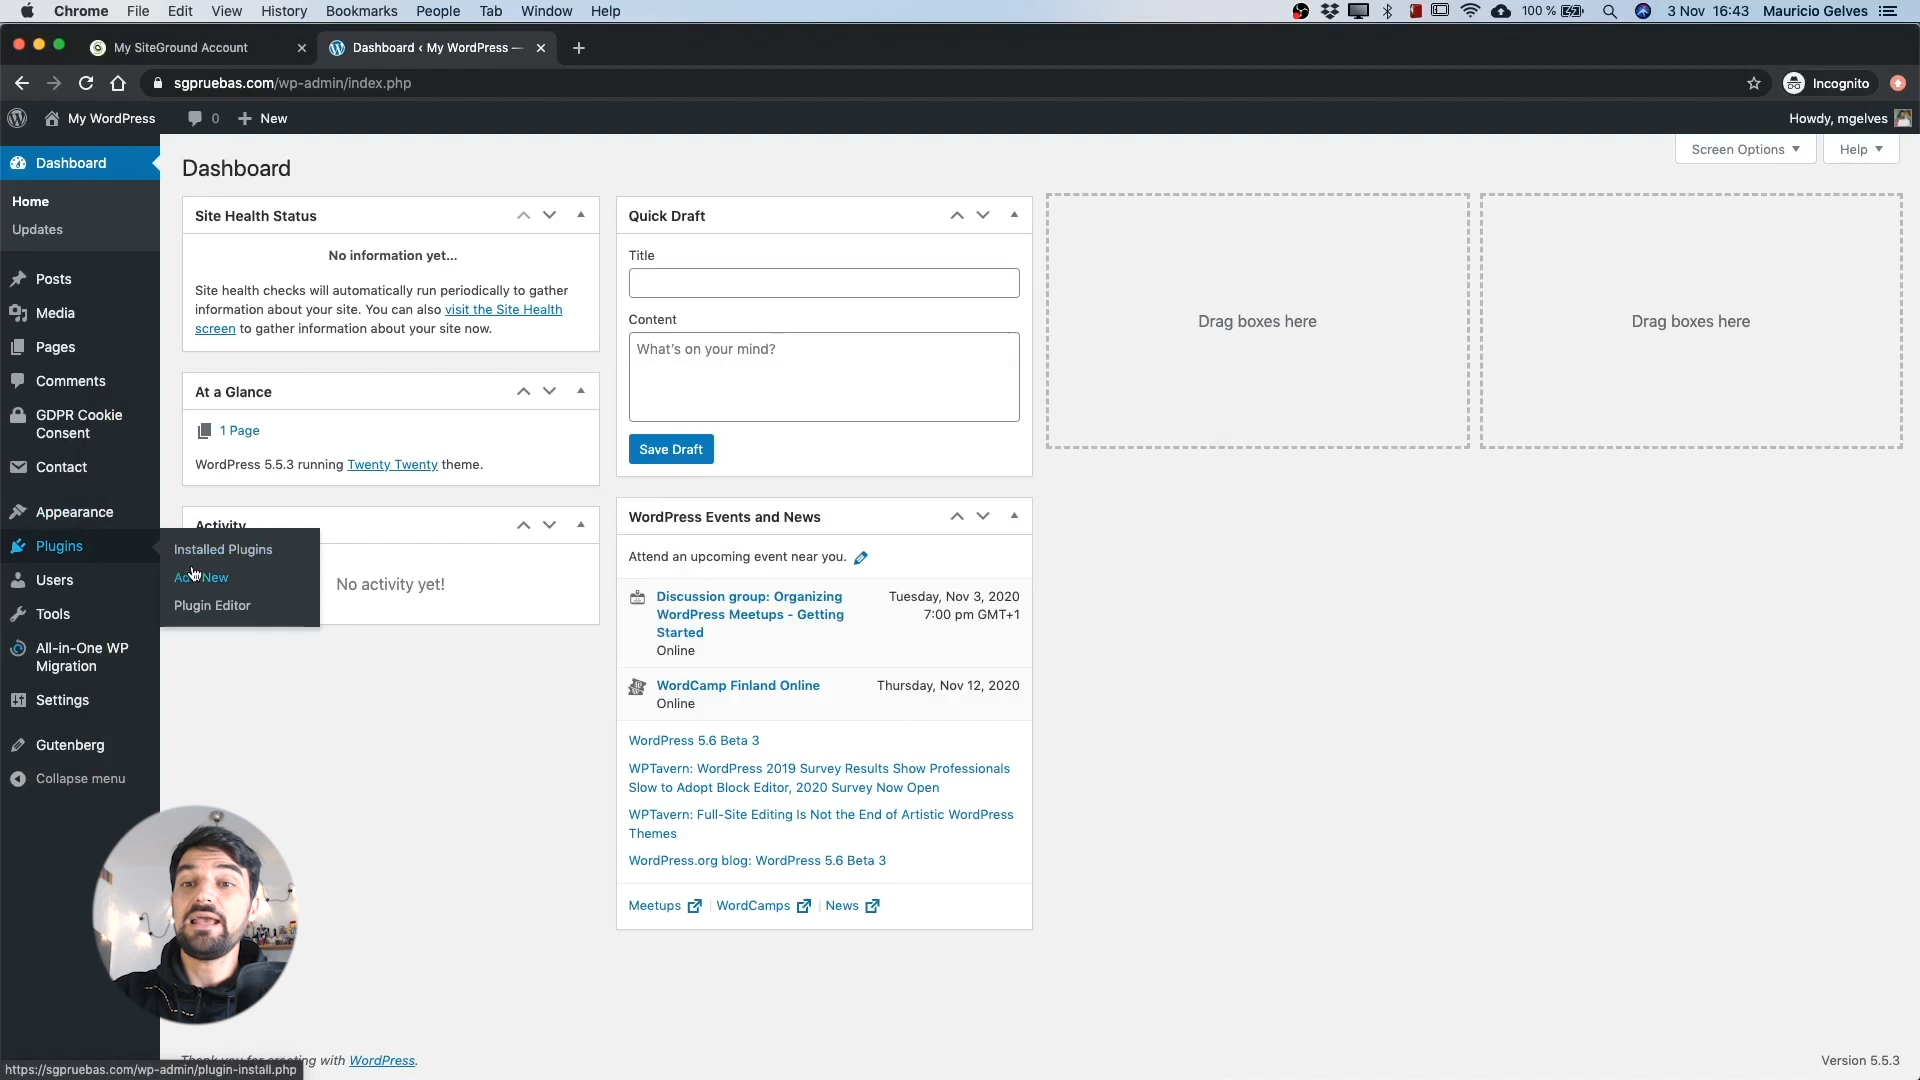 Chrome File Edit View History Bookmarks People Tab Window Help 100 % 3 Nov 16:43 Mauricio Gelves
My SiteGround Account
Dashboard ‹ My WordPress —
sgpruebas.com/wp-admin/index.php
Incognito
My WordPress 0 New
Howdy, mgelves
Dashboard
Home
Updates
Posts
Media
Pages
Comments
GDPR Cookie
Consent
Contact
Appearance
Plugins
Installed Plugins
Add New
Plugin Editor
Users
Tools
All-in-One WP
Migration
Settings
Gutenberg
Collapse menu
Screen Options
Help
Dashboard
Site Health Status
No information yet...
Site health checks will automatically run periodically to gather
information about your site. You can also visit the Site Health
screen to gather information about your site now.
At a Glance
1 Page
WordPress 5.5.3 running Twenty Twenty theme.
Activity
No activity yet!
Quick Draft
Title
Content
What's on your mind?
Save Draft
WordPress Events and News
Attend an upcoming event near you.
Discussion group: Organizing
WordPress Meetups - Getting
Started
Online
Tuesday, Nov 3, 2020
7:00 pm GMT+1
WordCamp Finland Online
Online
Thursday, Nov 12, 2020
WordPress 5.6 Beta 3
WPTavern: WordPress 2019 Survey Results Show Professionals
Slow to Adopt Block Editor, 2020 Survey Now Open
WPTavern: Full-Site Editing Is Not the End of Artistic WordPress
Themes
WordPress.org blog: WordPress 5.6 Beta 3
Meetups | WordCamps | News
Drag boxes here
Drag boxes here
Thank you for creating with WordPress.
Version 5.5.3
https://sgpruebas.com/wp-admin/plugin-install.php